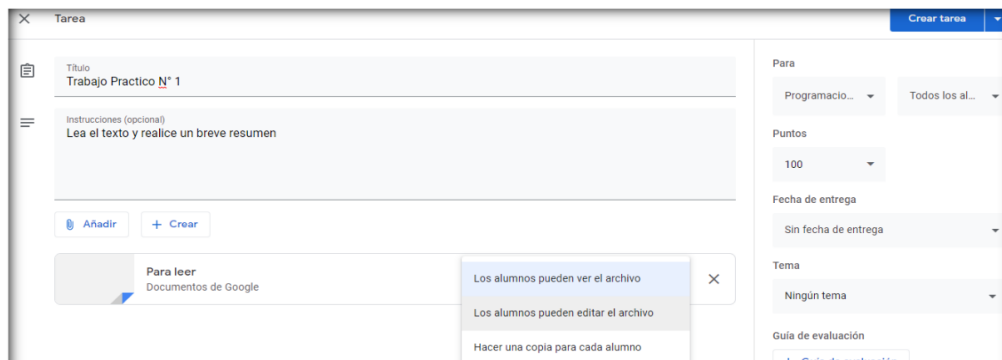 Tarea
Crear tarea
Título
Trabajo Practico N° 1
Instrucciones (opcional)
Lea el texto y realice un breve resumen
Añadir
+ Crear
Para leer
Documentos de Google
Los alumnos pueden ver el archivo
Los alumnos pueden editar el archivo
Hacer una copia para cada alumno
Para
Programacio...
Todos los al...
Puntos
100
Fecha de entrega
Sin fecha de entrega
Tema
Ningún tema
Guía de evaluación
+ Guía de evaluación